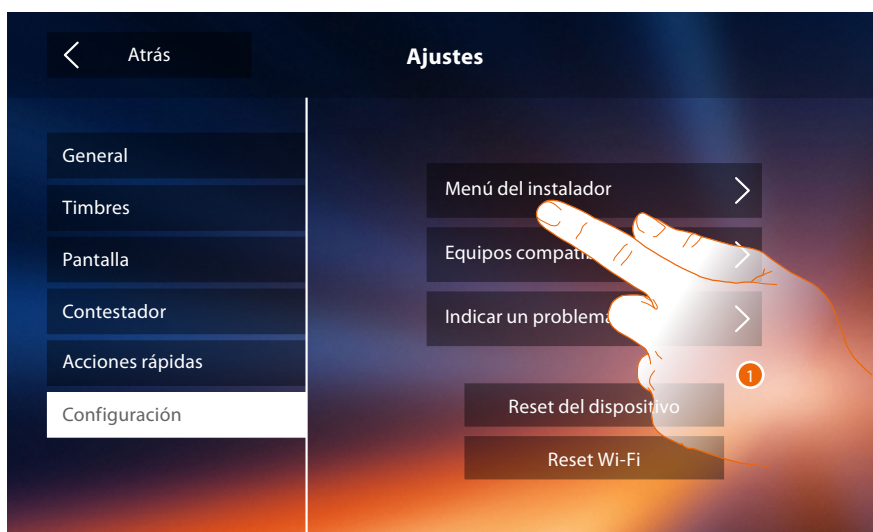 Atrás
Ajustes
General
Timbres
Pantalla
Contestador
Acciones rápidas
Configuración
Menú del instalador
Equipos
Indicar un problema
1
Reset del dispositivo
Reset Wi-Fi